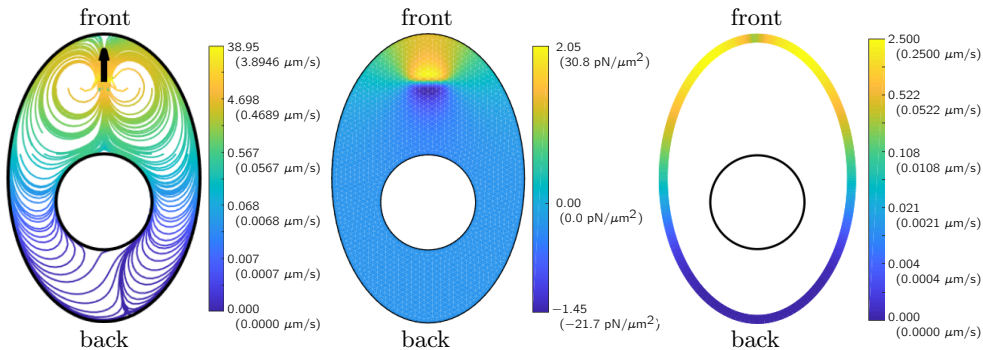 front
38.95
(3.8946 μm/s)
4.698
(0.4689 μm/s)
0.567
(0.0567 μm/s)
0.068
(0.0068 μm/s)
0.007
(0.0007 μm/s)
0.000
(0.0000 μm/s)
back
front
2.05
(30.8 pN/μm²)
0.00
(0.0 pN/μm²)
−1.45
(−21.7 pN/μm²)
back
front
2.500
(0.2500 μm/s)
0.522
(0.0522 μm/s)
0.108
(0.0108 μm/s)
0.021
(0.0021 μm/s)
0.004
(0.0004 μm/s)
0.000
(0.0000 μm/s)
back